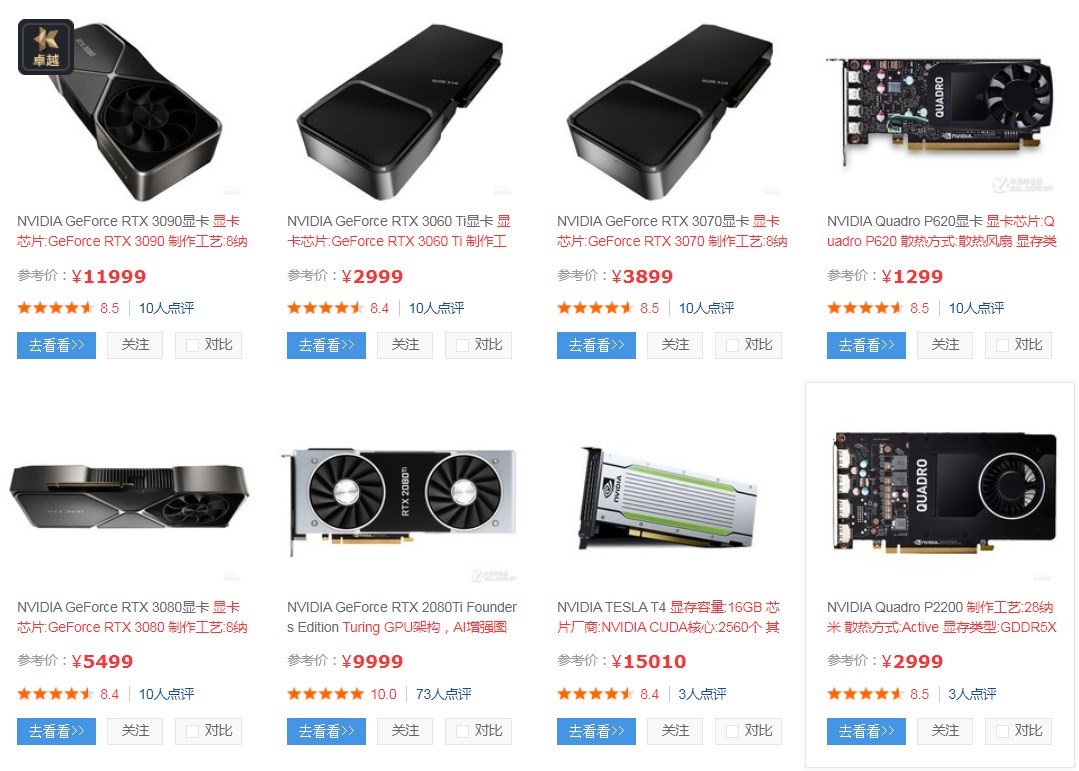 卓越
QUADRO
NVIDIA
NVIDIA GeForce RTX 3090显卡 显卡
芯片:GeForce RTX 3090 制作工艺:8纳
参考价：¥11999
8.5 10人点评
去看看>> 关注 对比
NVIDIA GeForce RTX 3060 Ti显卡 显
卡芯片:GeForce RTX 3060 Ti 制作工
参考价：¥2999
8.4 10人点评
去看看>> 关注 对比
NVIDIA GeForce RTX 3070显卡 显卡
芯片:GeForce RTX 3070 制作工艺:8纳
参考价：¥3899
8.5 10人点评
去看看>> 关注 对比
NVIDIA Quadro P620显卡 显卡芯片:Q
uadro P620 散热方式:散热风扇 显存类
参考价：¥1299
8.5 10人点评
去看看>> 关注 对比
RTX 2080Ti
NVIDIA
QUADRO
NVIDIA GeForce RTX 3080显卡 显卡
芯片:GeForce RTX 3080 制作工艺:8纳
参考价：¥5499
8.4 10人点评
去看看>> 关注 对比
NVIDIA GeForce RTX 2080Ti Founder
s Edition Turing GPU架构，AI增强图
参考价：¥9999
10.0 73人点评
去看看>> 关注 对比
NVIDIA TESLA T4 显存容量:16GB 芯
片厂商:NVIDIA CUDA核心:2560个 其
参考价：¥15010
8.4 3人点评
去看看>> 关注 对比
NVIDIA Quadro P2200 制作工艺:28纳
米 散热方式:Active 显存类型:GDDR5X
参考价：¥2999
8.5 3人点评
去看看>> 关注 对比